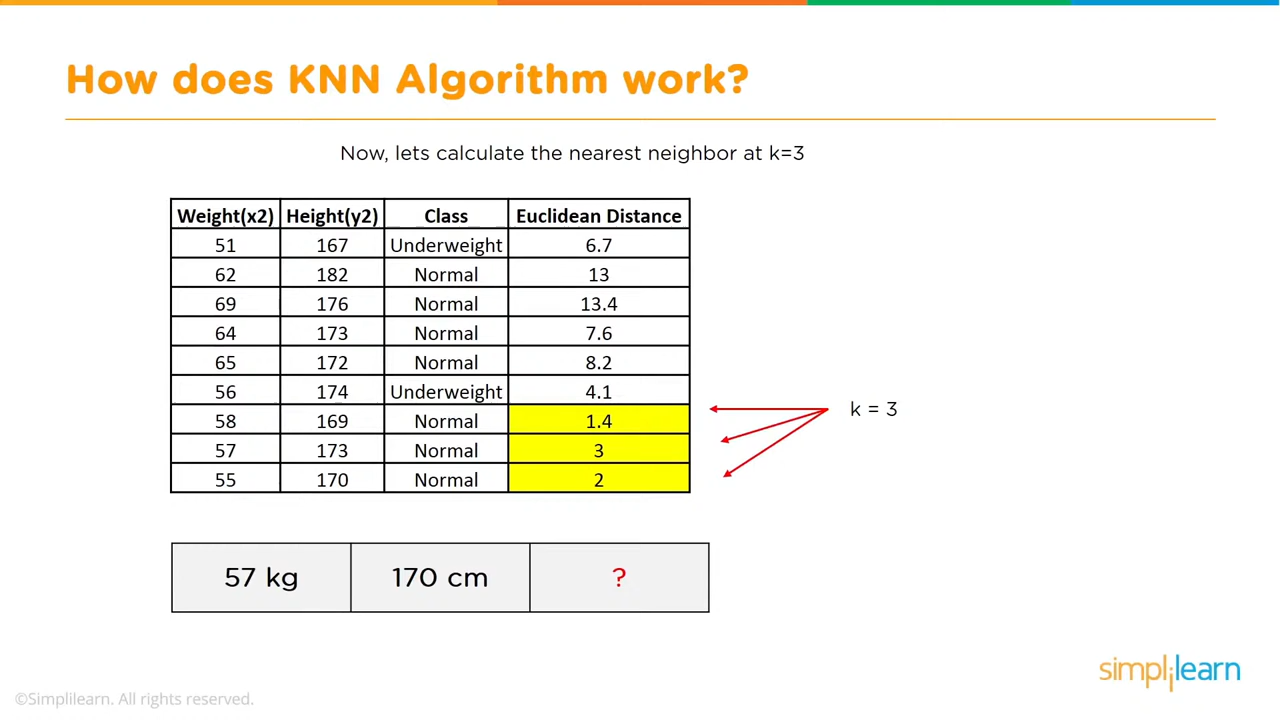 How does KNN Algorithm work?
Now, lets calculate the nearest neighbor at k=3
Weight(x2) Height(y2) Class Euclidean Distance
51 167 Underweight 6.7
62 182 Normal 13
69 176 Normal 13.4
64 173 Normal 7.6
65 172 Normal 8.2
56 174 Underweight 4.1
58 169 Normal 1.4
k = 3
57 173 Normal 3
55 170 Normal 2
57 kg 170 cm ?
simplilearn
©Simplilearn. All rights reserved.